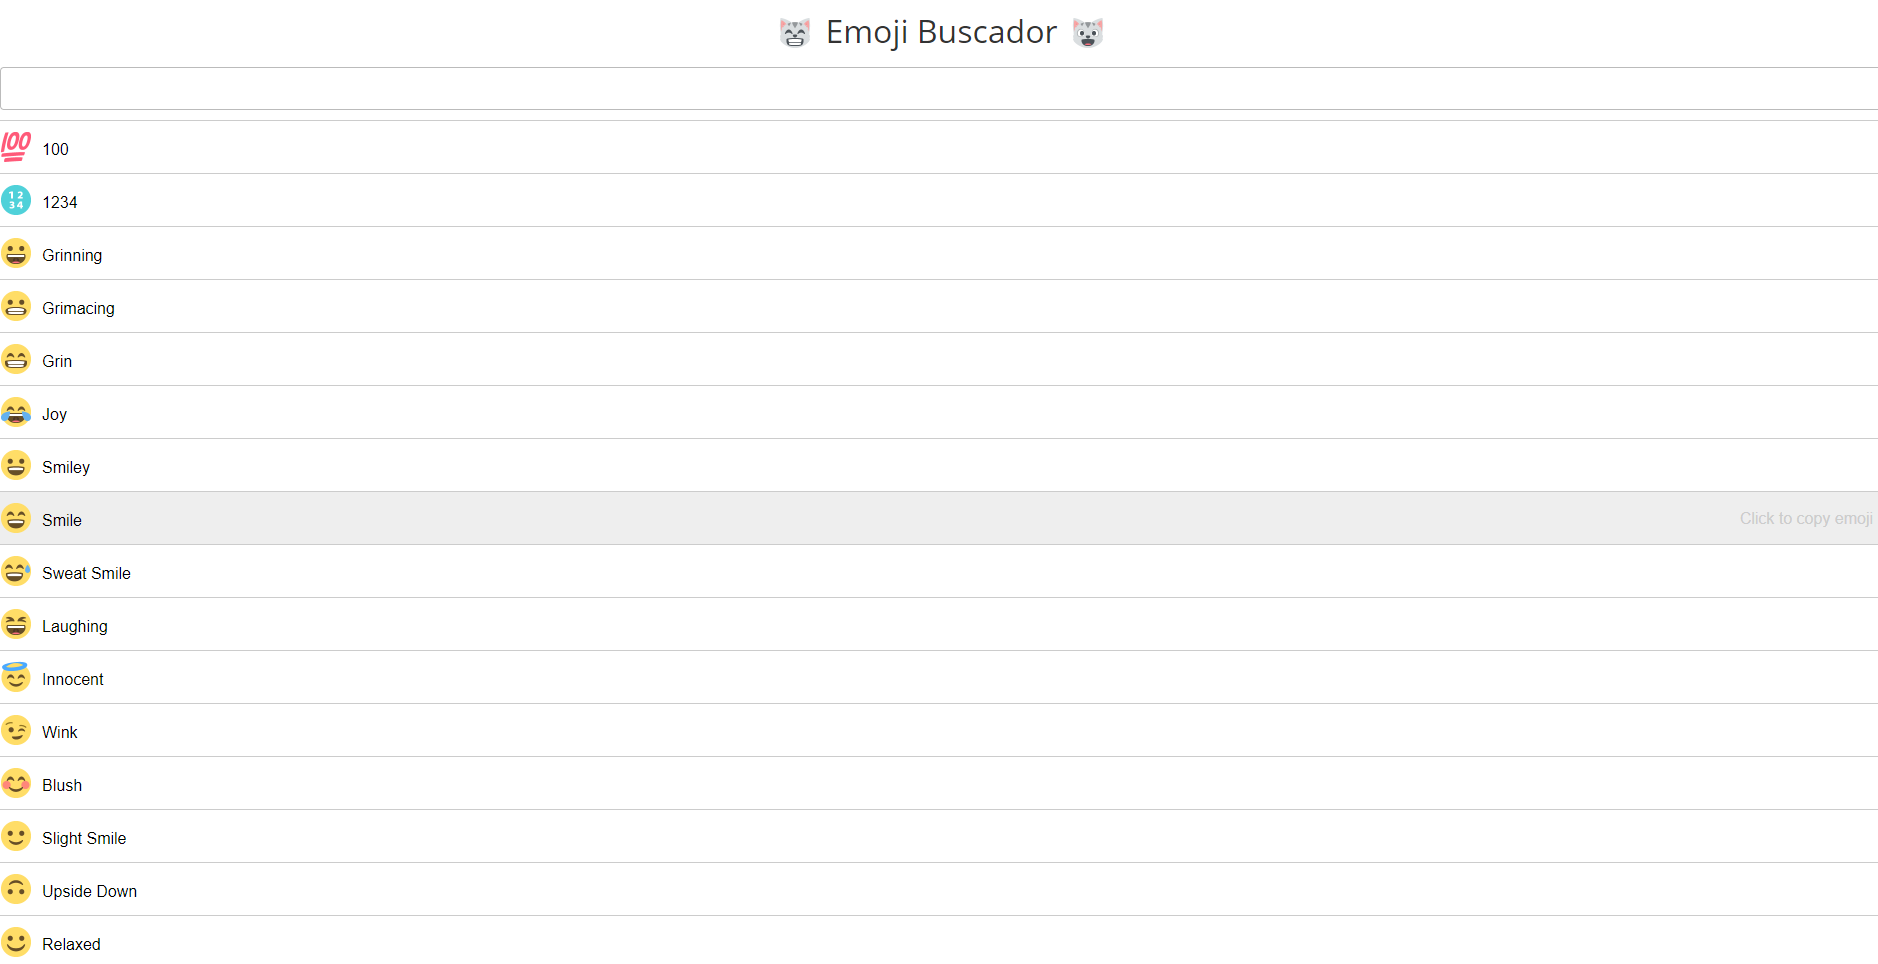 Emoji Buscador
100
1234
Grinning
Grimacing
Grin
Joy
Smiley
Smile Click to copy emoji
Sweat Smile
Laughing
Innocent
Wink
Blush
Slight Smile
Upside Down
Relaxed